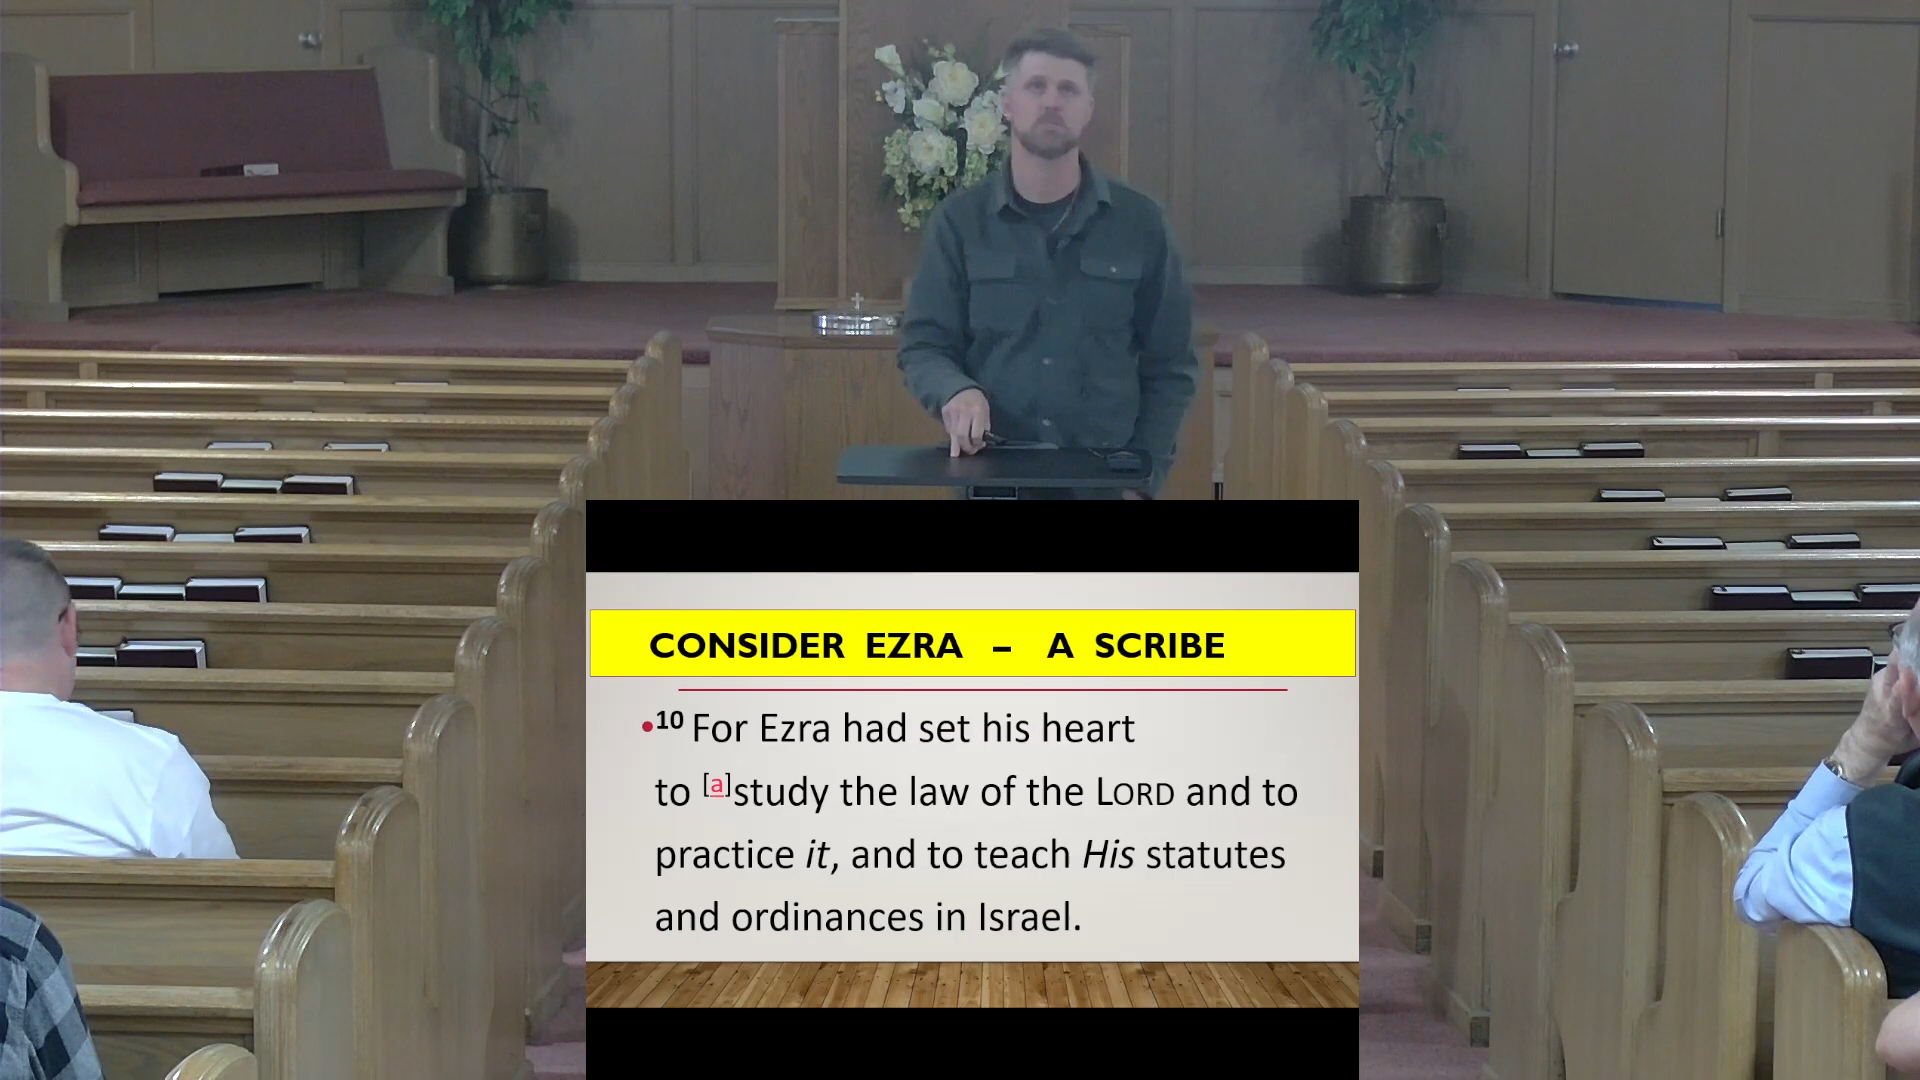 CONSIDER EZRA – A SCRIBE
•10 For Ezra had set his heart
to [a]study the law of the LORD and to
practice it, and to teach His statutes
and ordinances in Israel.